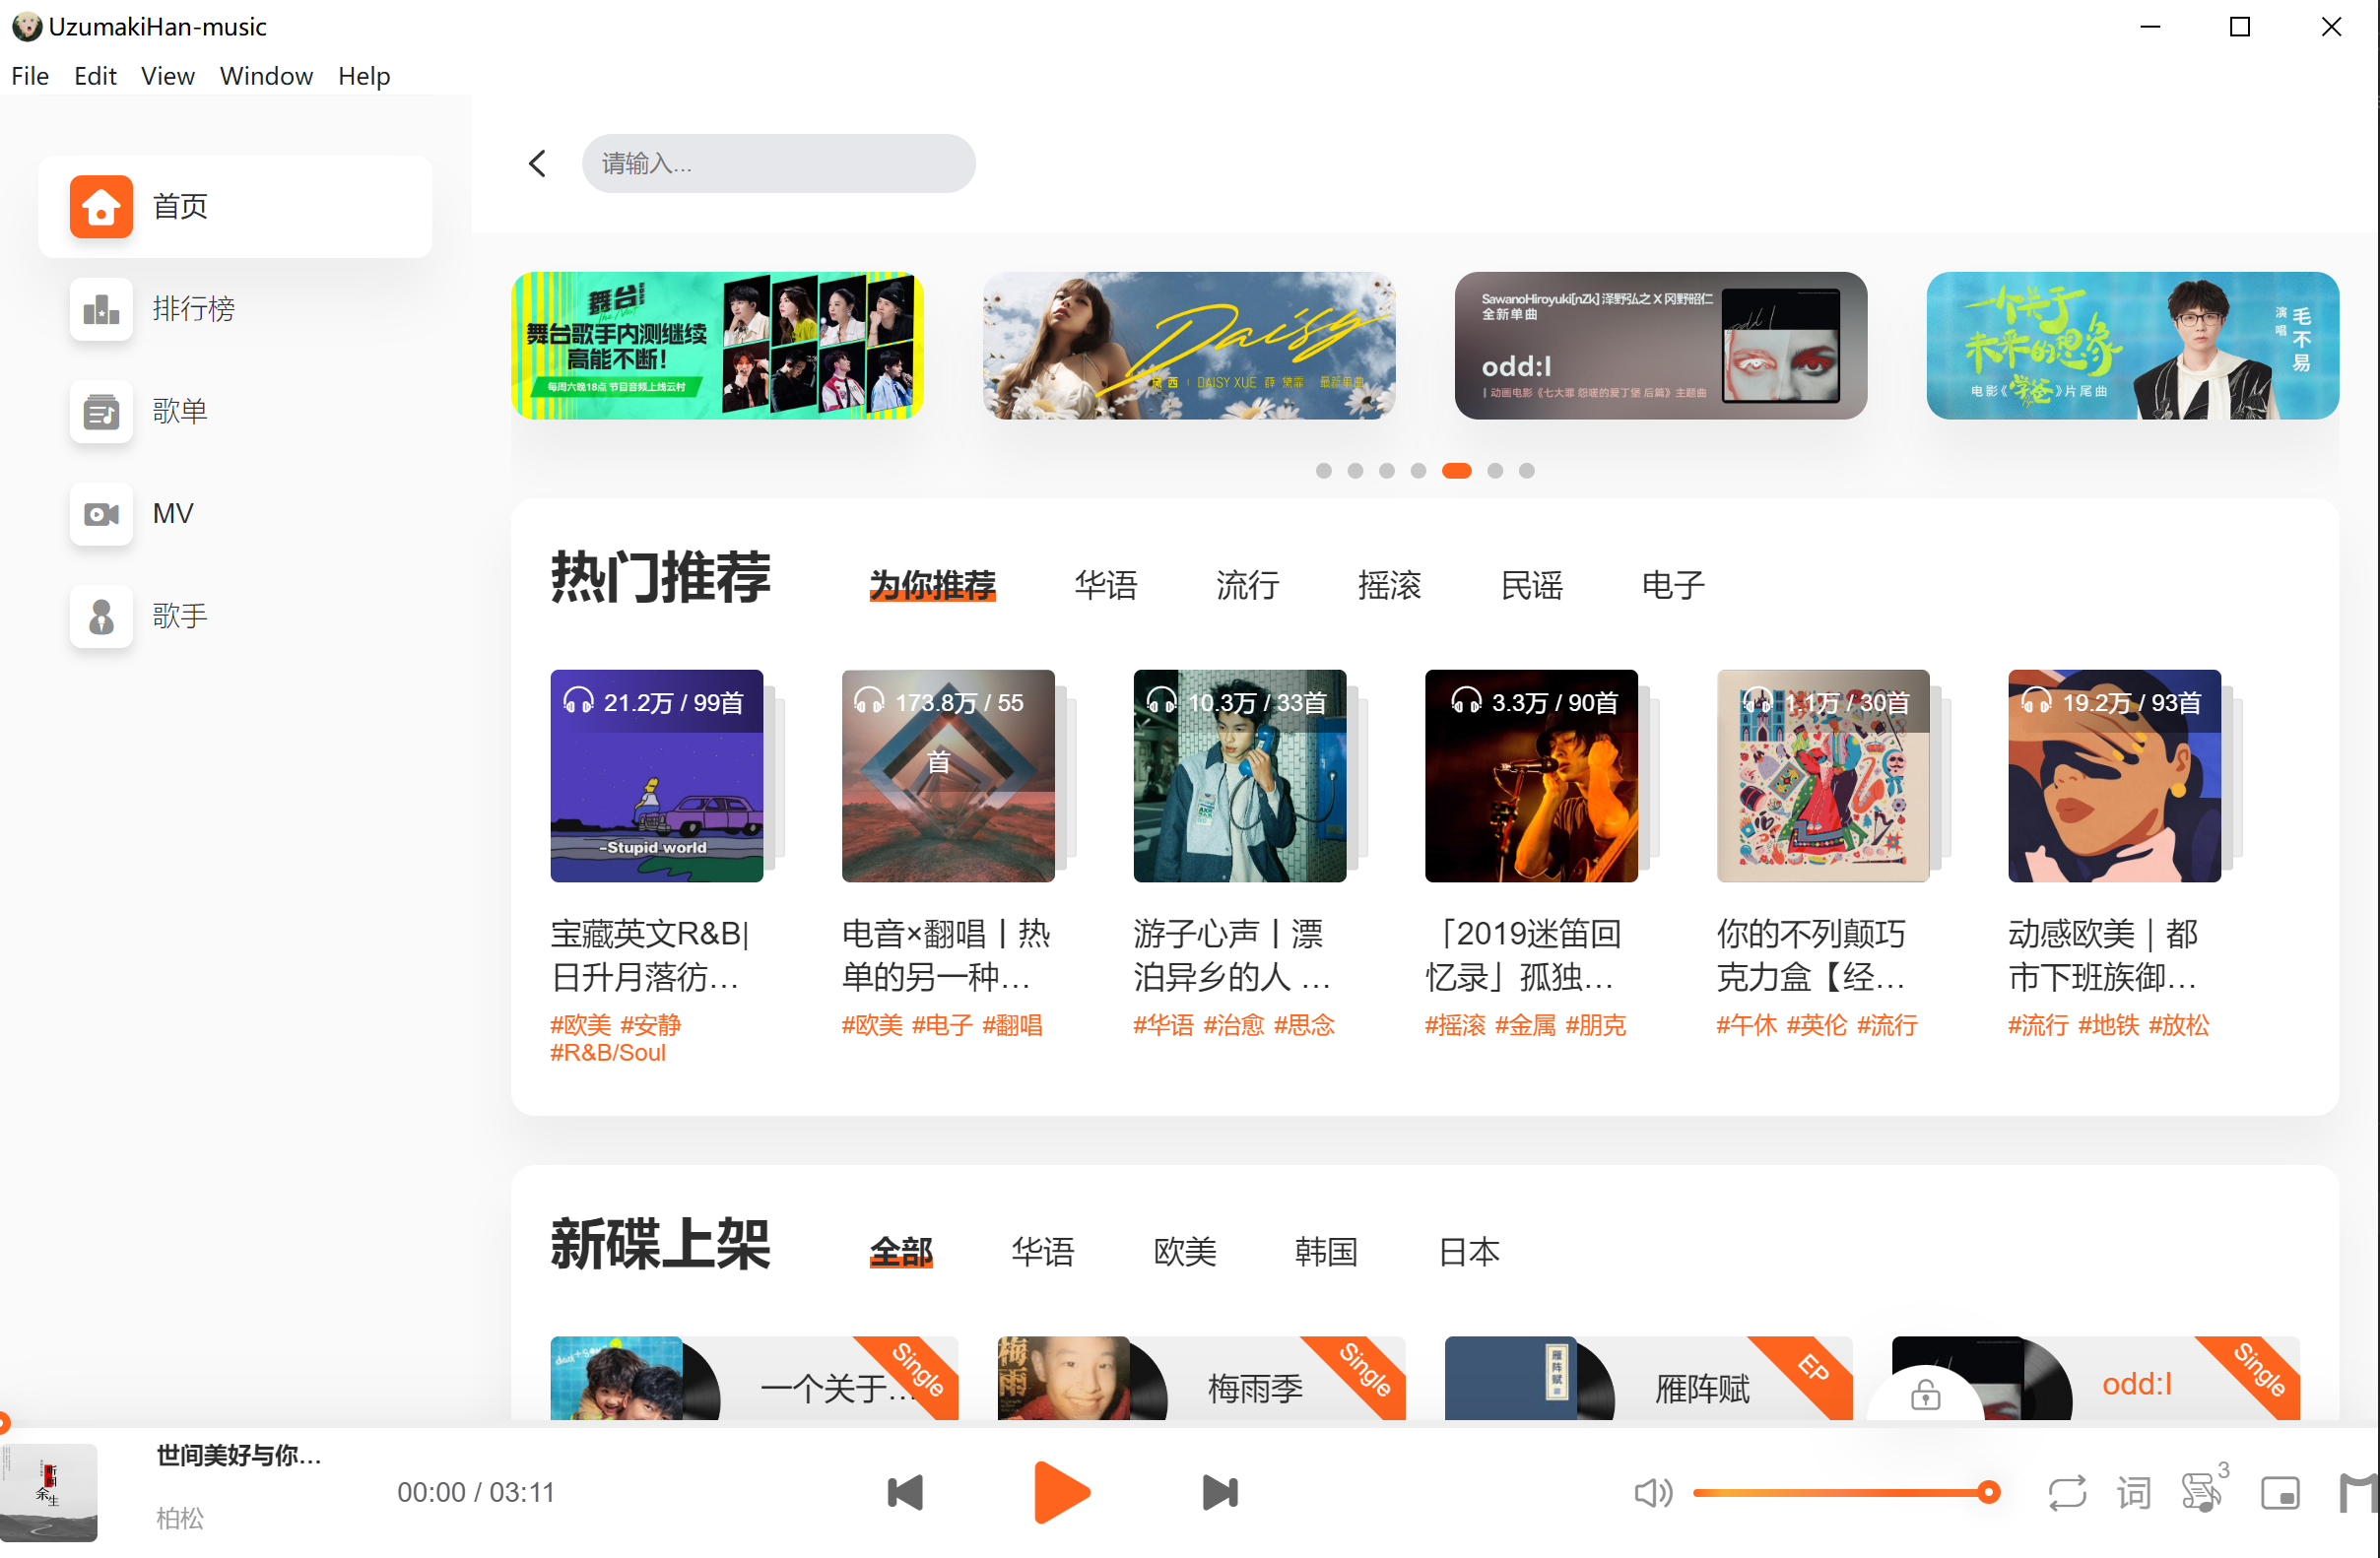 UzumakiHan-music
File Edit View Window Help
请输入...
首页
排行榜
歌单
MV
歌手
舞台
舞台歌手内测继续
高能不断！
每周六晚18点 节目音频上线云村
Daisy
黛西 | DAISY XUE 薛黛霏 最新单曲
SawanoHiroyuki[nZk] 泽野弘之 X 冈野昭仁
全新单曲
odd:I
odd I
| 动画电影《七大罪 怨嗟的爱丁堡 后篇》主题曲
一个关于
未来的想像
电影《学爸》片尾曲
演唱
毛不易
热门推荐
为你推荐 华语 流行 摇滚 民谣 电子
21.2万 / 99首
-Stupid world
宝藏英文R&B|
日升月落彷...
#欧美 #安静
#R&B/Soul
173.8万 / 55
首
电音×翻唱丨热
单的另一种...
#欧美 #电子 #翻唱
10.3万 / 33首
游子心声丨漂
泊异乡的人 ...
#华语 #治愈 #思念
3.3万 / 90首
「2019迷笛回
忆录」孤独...
#摇滚 #金属 #朋克
1.1万 / 30首
你的不列颠巧
克力盒【经...
#午休 #英伦 #流行
19.2万 / 93首
动感欧美｜都
市下班族御...
#流行 #地铁 #放松
新碟上架
全部 华语 欧美 韩国 日本
一个关于...
Single
梅雨
梅雨季
Single
雁阵赋
雁阵赋
EP
odd:I
Single
世间美好与你...
柏松
00:00 / 03:11
词
3